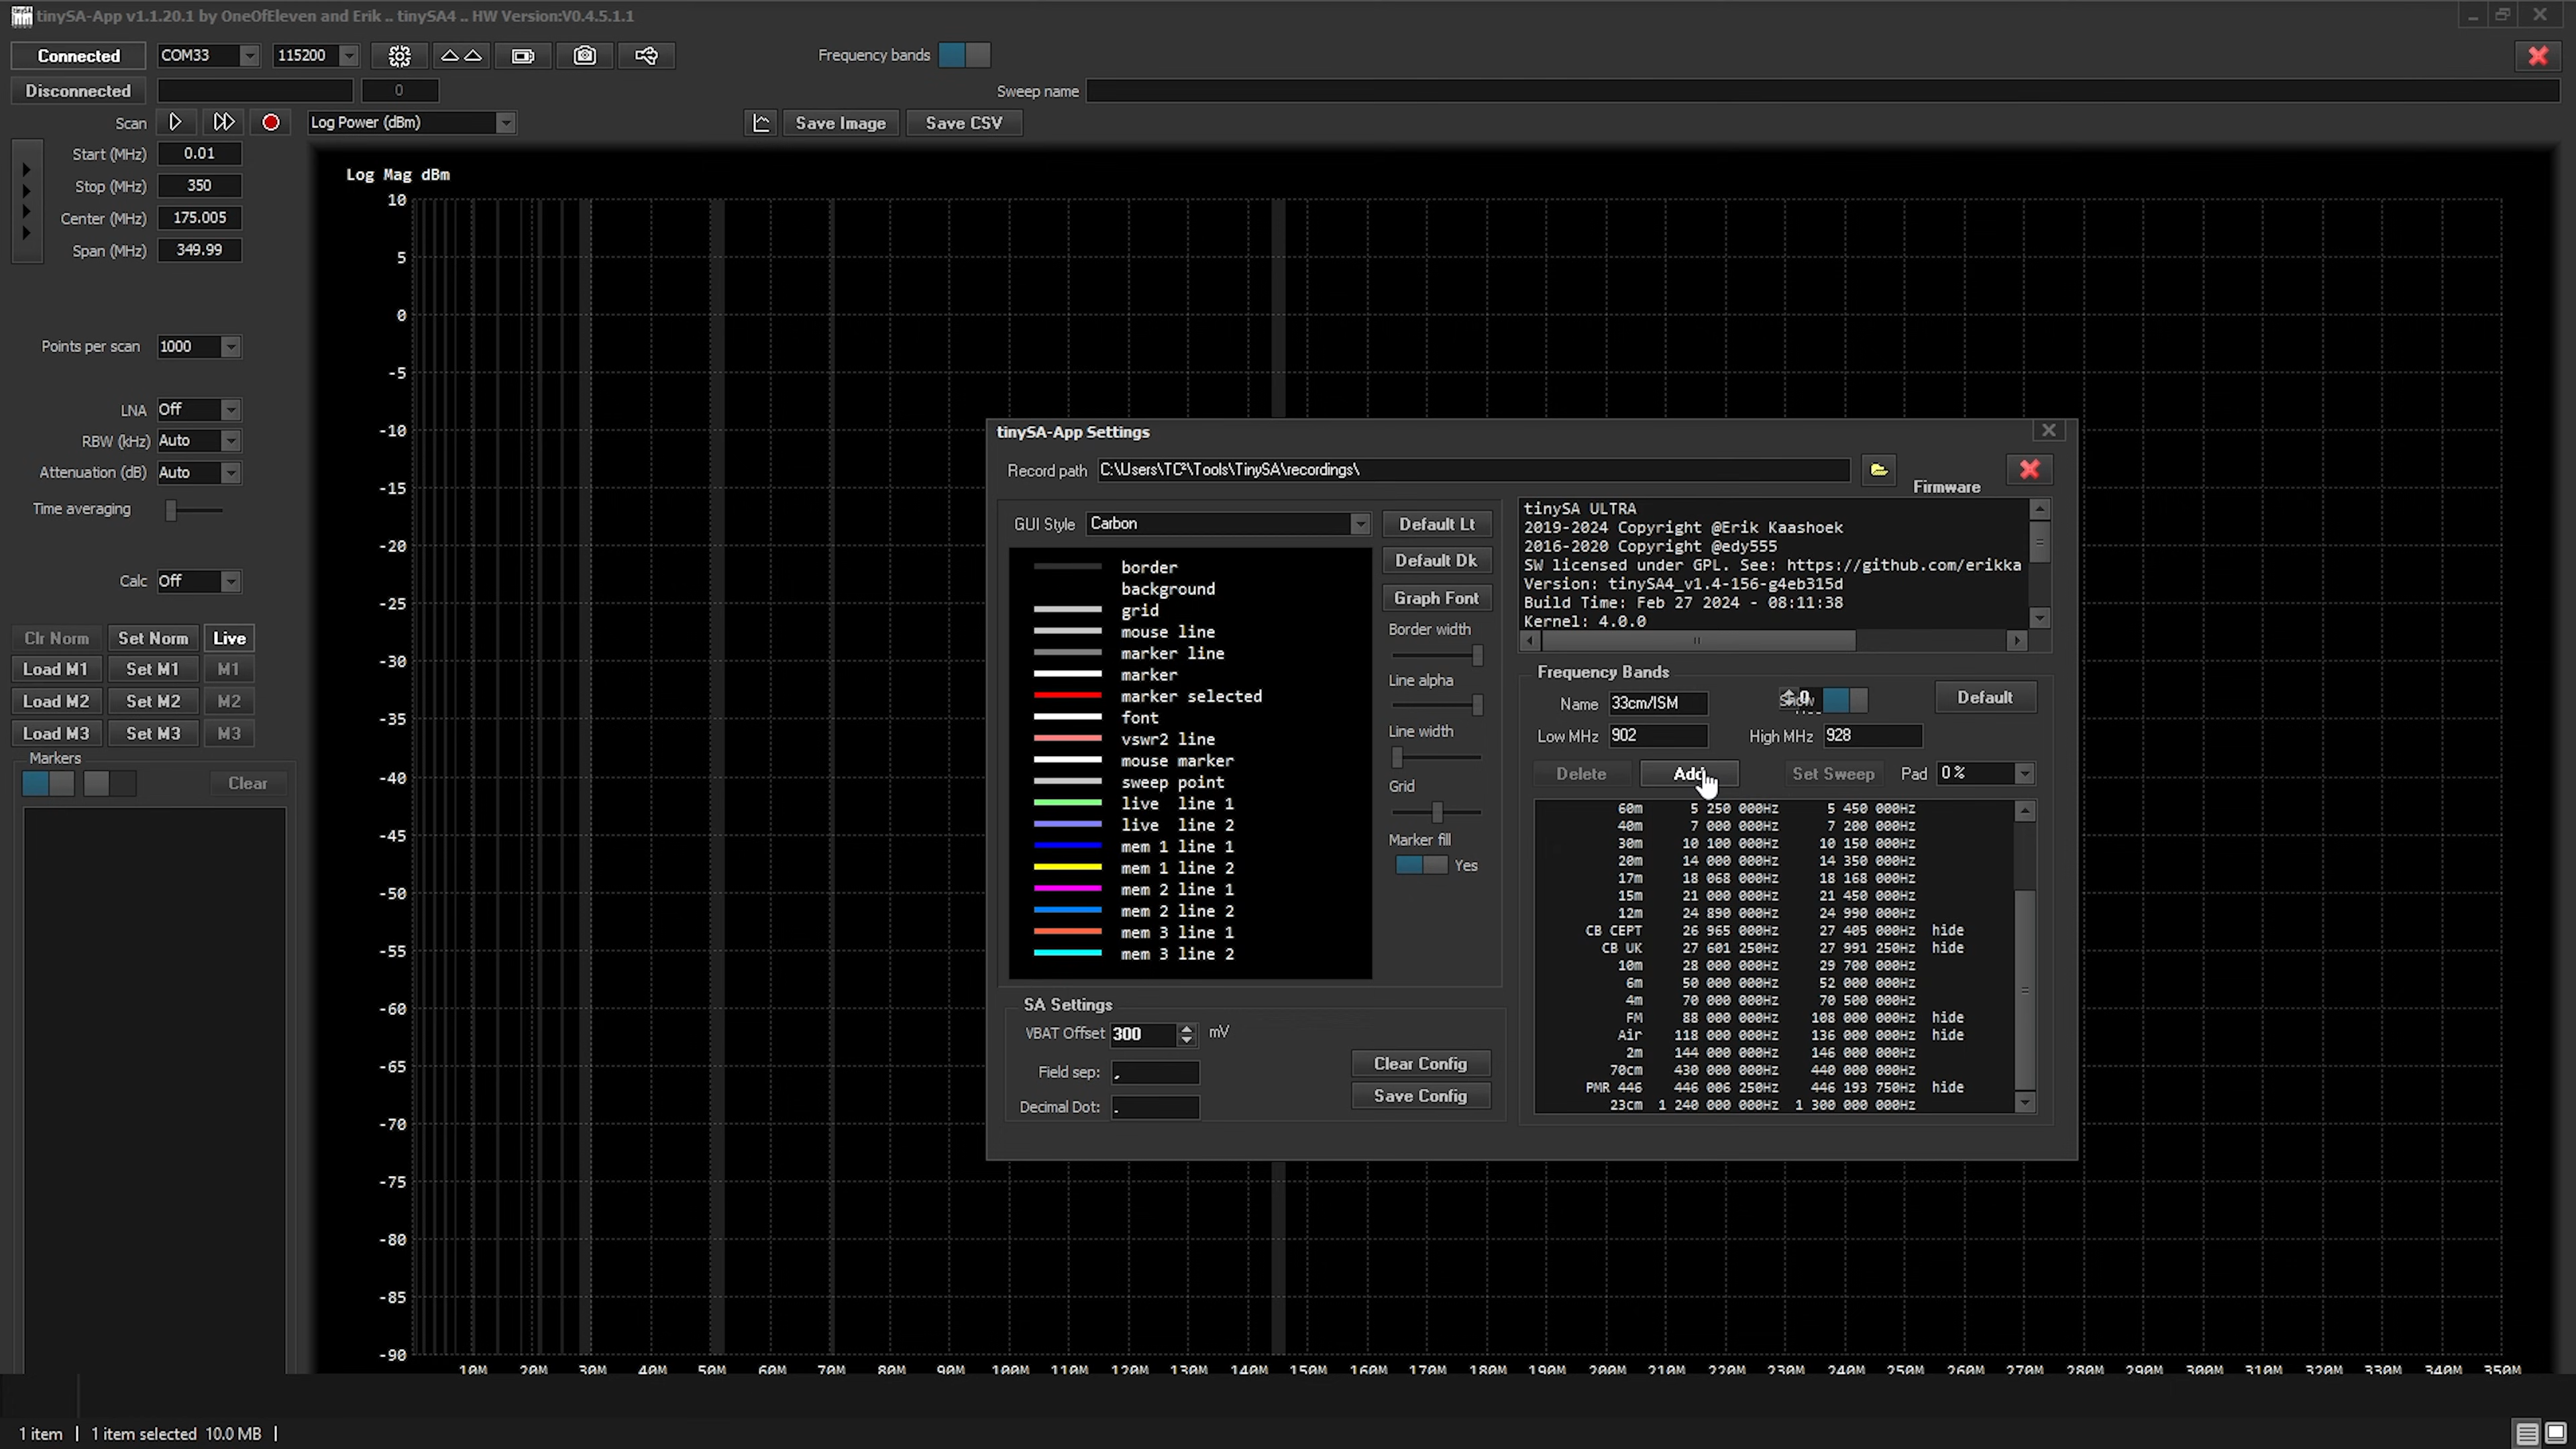 tinySA-App v1.1.20.1 by OneOfEleven and Erik .. tinySA4 .. HW Version:V0.4.5.1.1
Connected
COM33
115200
Frequency bands
Disconnected
0
Sweep name
Scan
Log Power (dBm)
Save Image
Save CSV
Start (MHz) 0.01
Stop (MHz) 350
Center (MHz) 175.005
Span (MHz) 349.99
Points per scan 1000
LNA Off
RBW (kHz) Auto
Attenuation (dB) Auto
Time averaging
Calc Off
Clr Norm Set Norm Live
Load M1 Set M1 M1
Load M2 Set M2 M2
Load M3 Set M3 M3
Markers
Clear
Log Mag dBm
10
5
0
-5
-10
-15
-20
-25
-30
-35
-40
-45
-50
-55
-60
-65
-70
-75
-80
-85
-90
10M 20M 30M 40M 50M 60M 70M 80M 90M 100M 110M 120M 130M 140M 150M 160M 170M 180M 190M 200M 210M 220M 230M 240M 250M 260M 270M 280M 290M 300M 310M 320M 330M 340M 350M
tinySA-App Settings
Record path C:\Users\TC²\Tools\TinySA\recordings\
GUI Style Carbon
Default Lt
Default Dk
Graph Font
Border width
Line alpha
Line width
Grid
Marker fill
Yes
border
background
grid
mouse line
marker line
marker
marker selected
font
vswr2 line
mouse marker
sweep point
live line 1
live line 2
mem 1 line 1
mem 1 line 2
mem 2 line 1
mem 2 line 2
mem 3 line 1
mem 3 line 2
SA Settings
VBAT Offset 300 mV
Field sep: ,
Decimal Dot: .
Clear Config
Save Config
Firmware
tinySA ULTRA
2019-2024 Copyright @Erik Kaashoek
2016-2020 Copyright @edy555
SW licensed under GPL. See: https://github.com/erikka
Version: tinySA4_v1.4-156-g4eb315d
Build Time: Feb 27 2024 - 08:11:38
Kernel: 4.0.0
Frequency Bands
Name 33cm/ISM
Show 0
Default
Low MHz 902
High MHz 928
Delete Add Set Sweep Pad 0 %
60m 5 250 000Hz 5 450 000Hz
40m 7 000 000Hz 7 200 000Hz
30m 10 100 000Hz 10 150 000Hz
20m 14 000 000Hz 14 350 000Hz
17m 18 068 000Hz 18 168 000Hz
15m 21 000 000Hz 21 450 000Hz
12m 24 890 000Hz 24 990 000Hz
CB CEPT 26 965 000Hz 27 405 000Hz hide
CB UK 27 601 250Hz 27 991 250Hz hide
10m 28 000 000Hz 29 700 000Hz
6m 50 000 000Hz 52 000 000Hz
4m 70 000 000Hz 70 500 000Hz
FM 88 000 000Hz 108 000 000Hz hide
Air 118 000 000Hz 136 000 000Hz hide
2m 144 000 000Hz 146 000 000Hz
70cm 430 000 000Hz 440 000 000Hz
PMR 446 446 006 250Hz 446 193 750Hz hide
23cm 1 240 000 000Hz 1 300 000 000Hz
1 item | 1 item selected 10.0 MB |